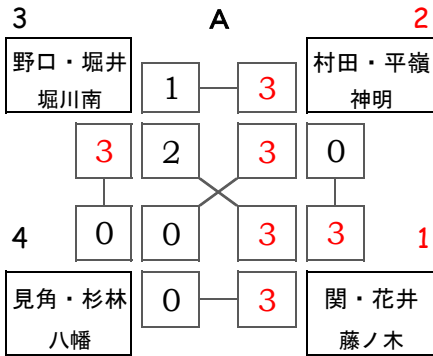 3 A 2
野口・堀井 村田・平嶺
堀川南 神明
1 3
3 2 3 0
0 0 3 3
4 1
見角・杉林 関・花井
八幡 藤ノ木
0 3